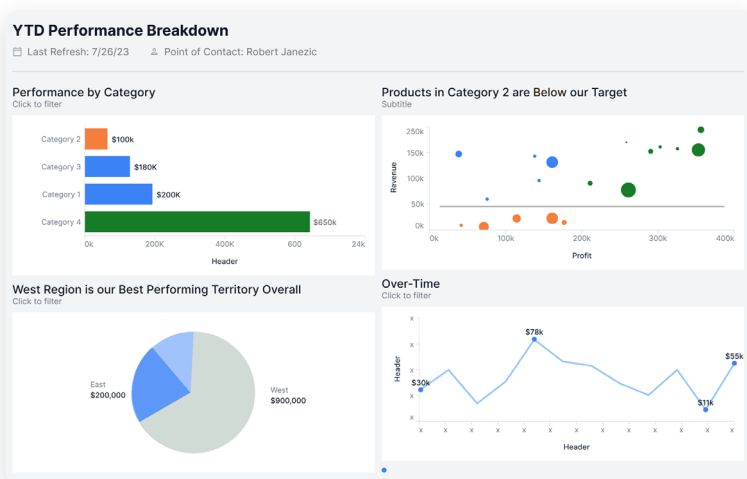 YTD Performance Breakdown
Last Refresh: 7/26/23 Point of Contact: Robert Janezic
Performance by Category
Click to filter
Category 2 $100k
Category 3 $180K
Category 1 $200K
Category 4 $650k
0k 200K 400K 600 24k
Header
Products in Category 2 are Below our Target
Subtitle
Revenue
250k
150k
100k
50k
0k
0k 100k 200k 300k 400k
Profit
West Region is our Best Performing Territory Overall
Click to filter
East
$200,000
West
$900,000
Over-Time
Click to filter
Header
x
x
x
x
x
$30k
$78k
$11k
$55k
x x x x x x x x x x x x x
Header